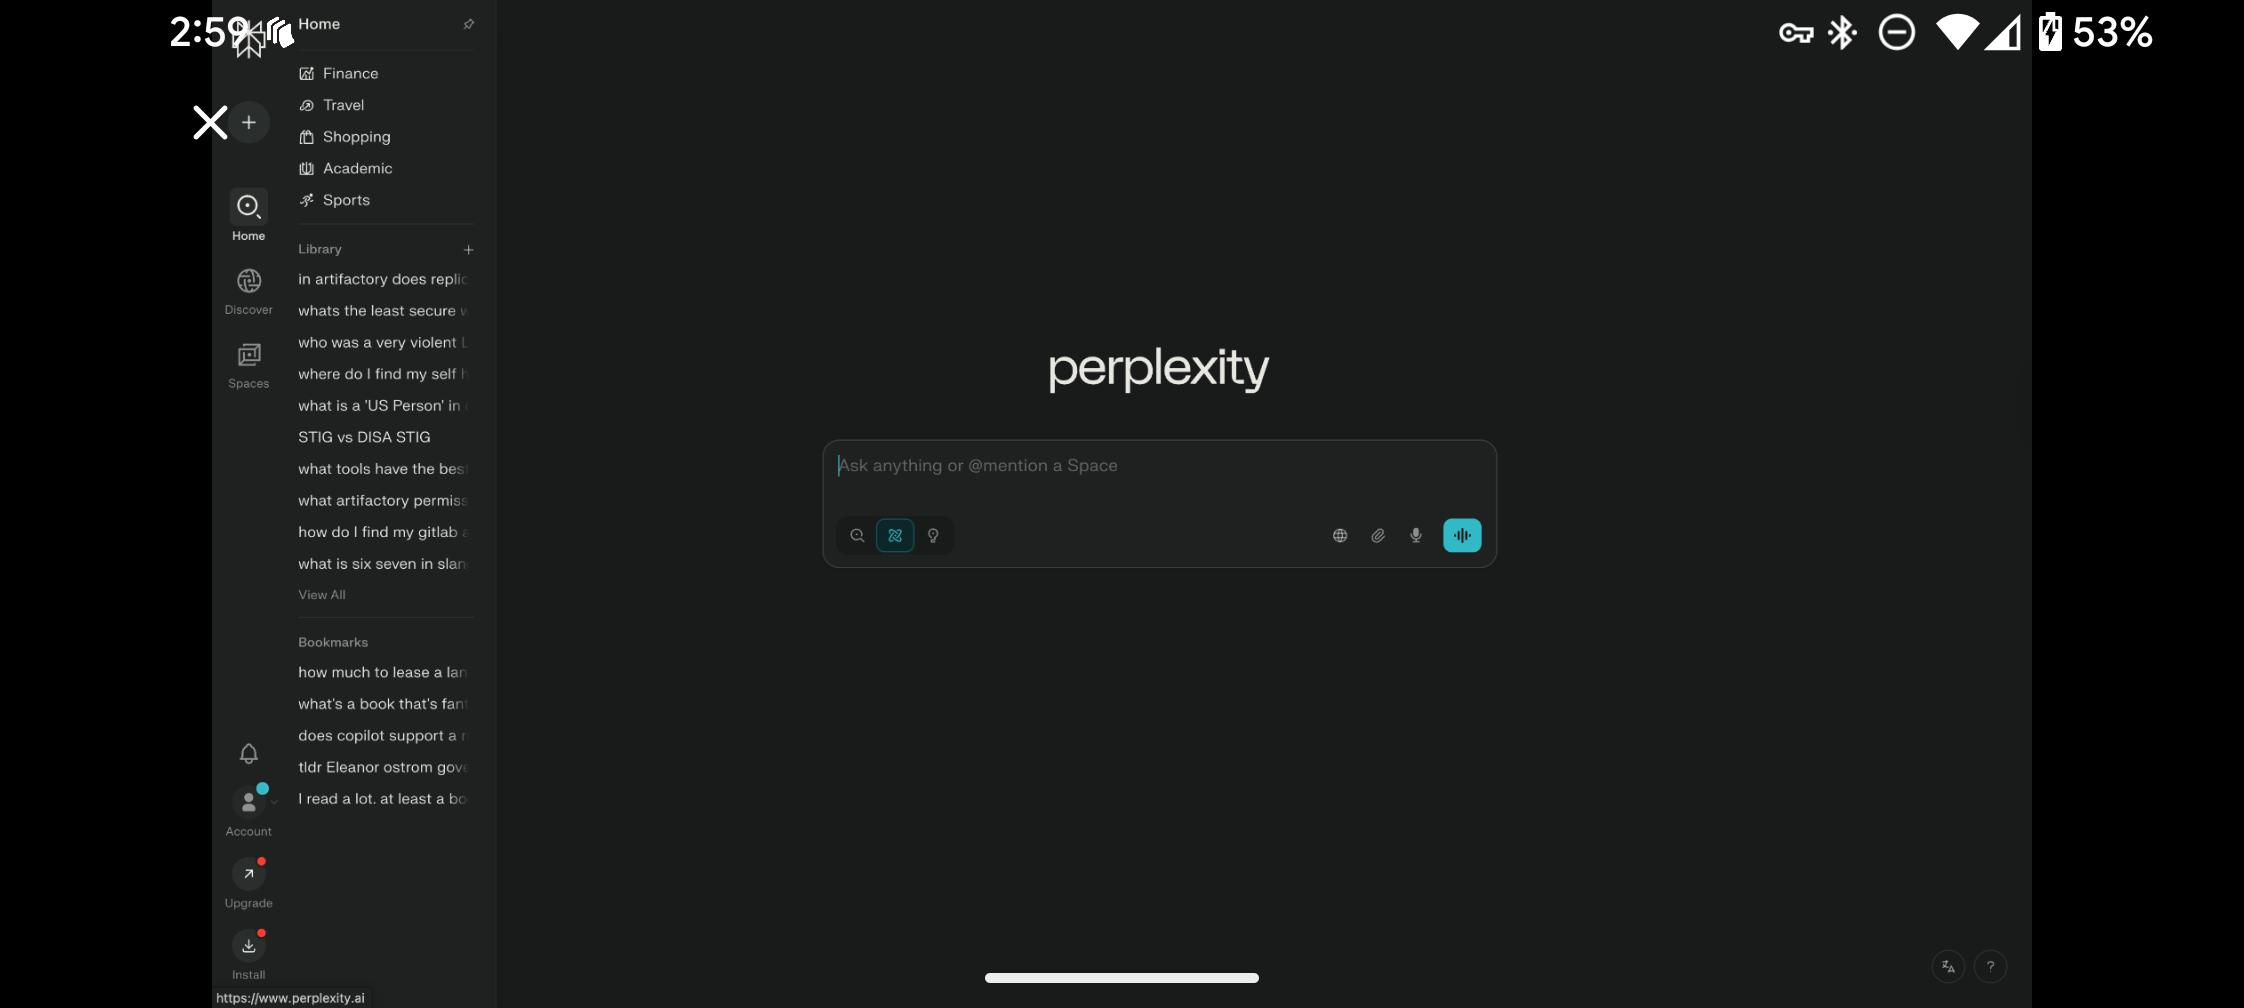 2:59
53%
Home
Finance
Travel
Shopping
Academic
Sports
Home
Discover
Spaces
Library
in artifactory does replic
whats the least secure
who was a very violent
where do I find my self
what is a 'US Person' in
STIG vs DISA STIG
what tools have the best
what artifactory permiss
how do I find my gitlab
what is six seven in slan
View All
Bookmarks
how much to lease a lan
what's a book that's fant
does copilot support a
tldr Eleanor ostrom gove
I read a lot. at least a bo
Account
Upgrade
Install
https://www.perplexity.ai
perplexity
Ask anything or @mention a Space
?